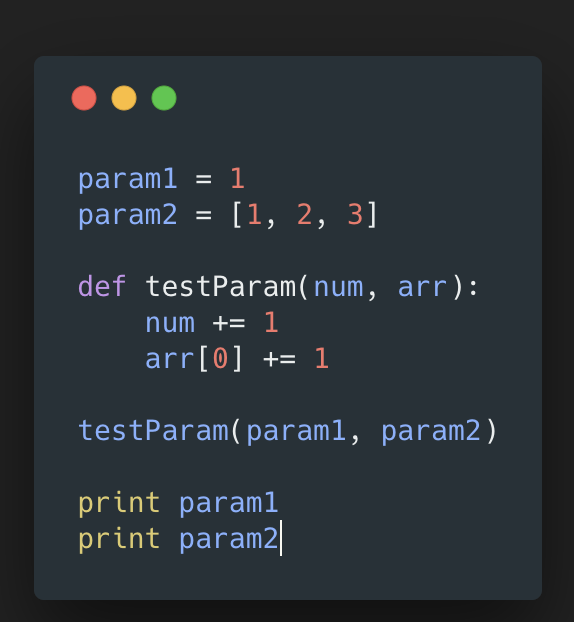 param1 = 1
param2 = [1, 2, 3]
def testParam(num, arr):
    num += 1
    arr[0] += 1
testParam(param1, param2)
print param1
print param2